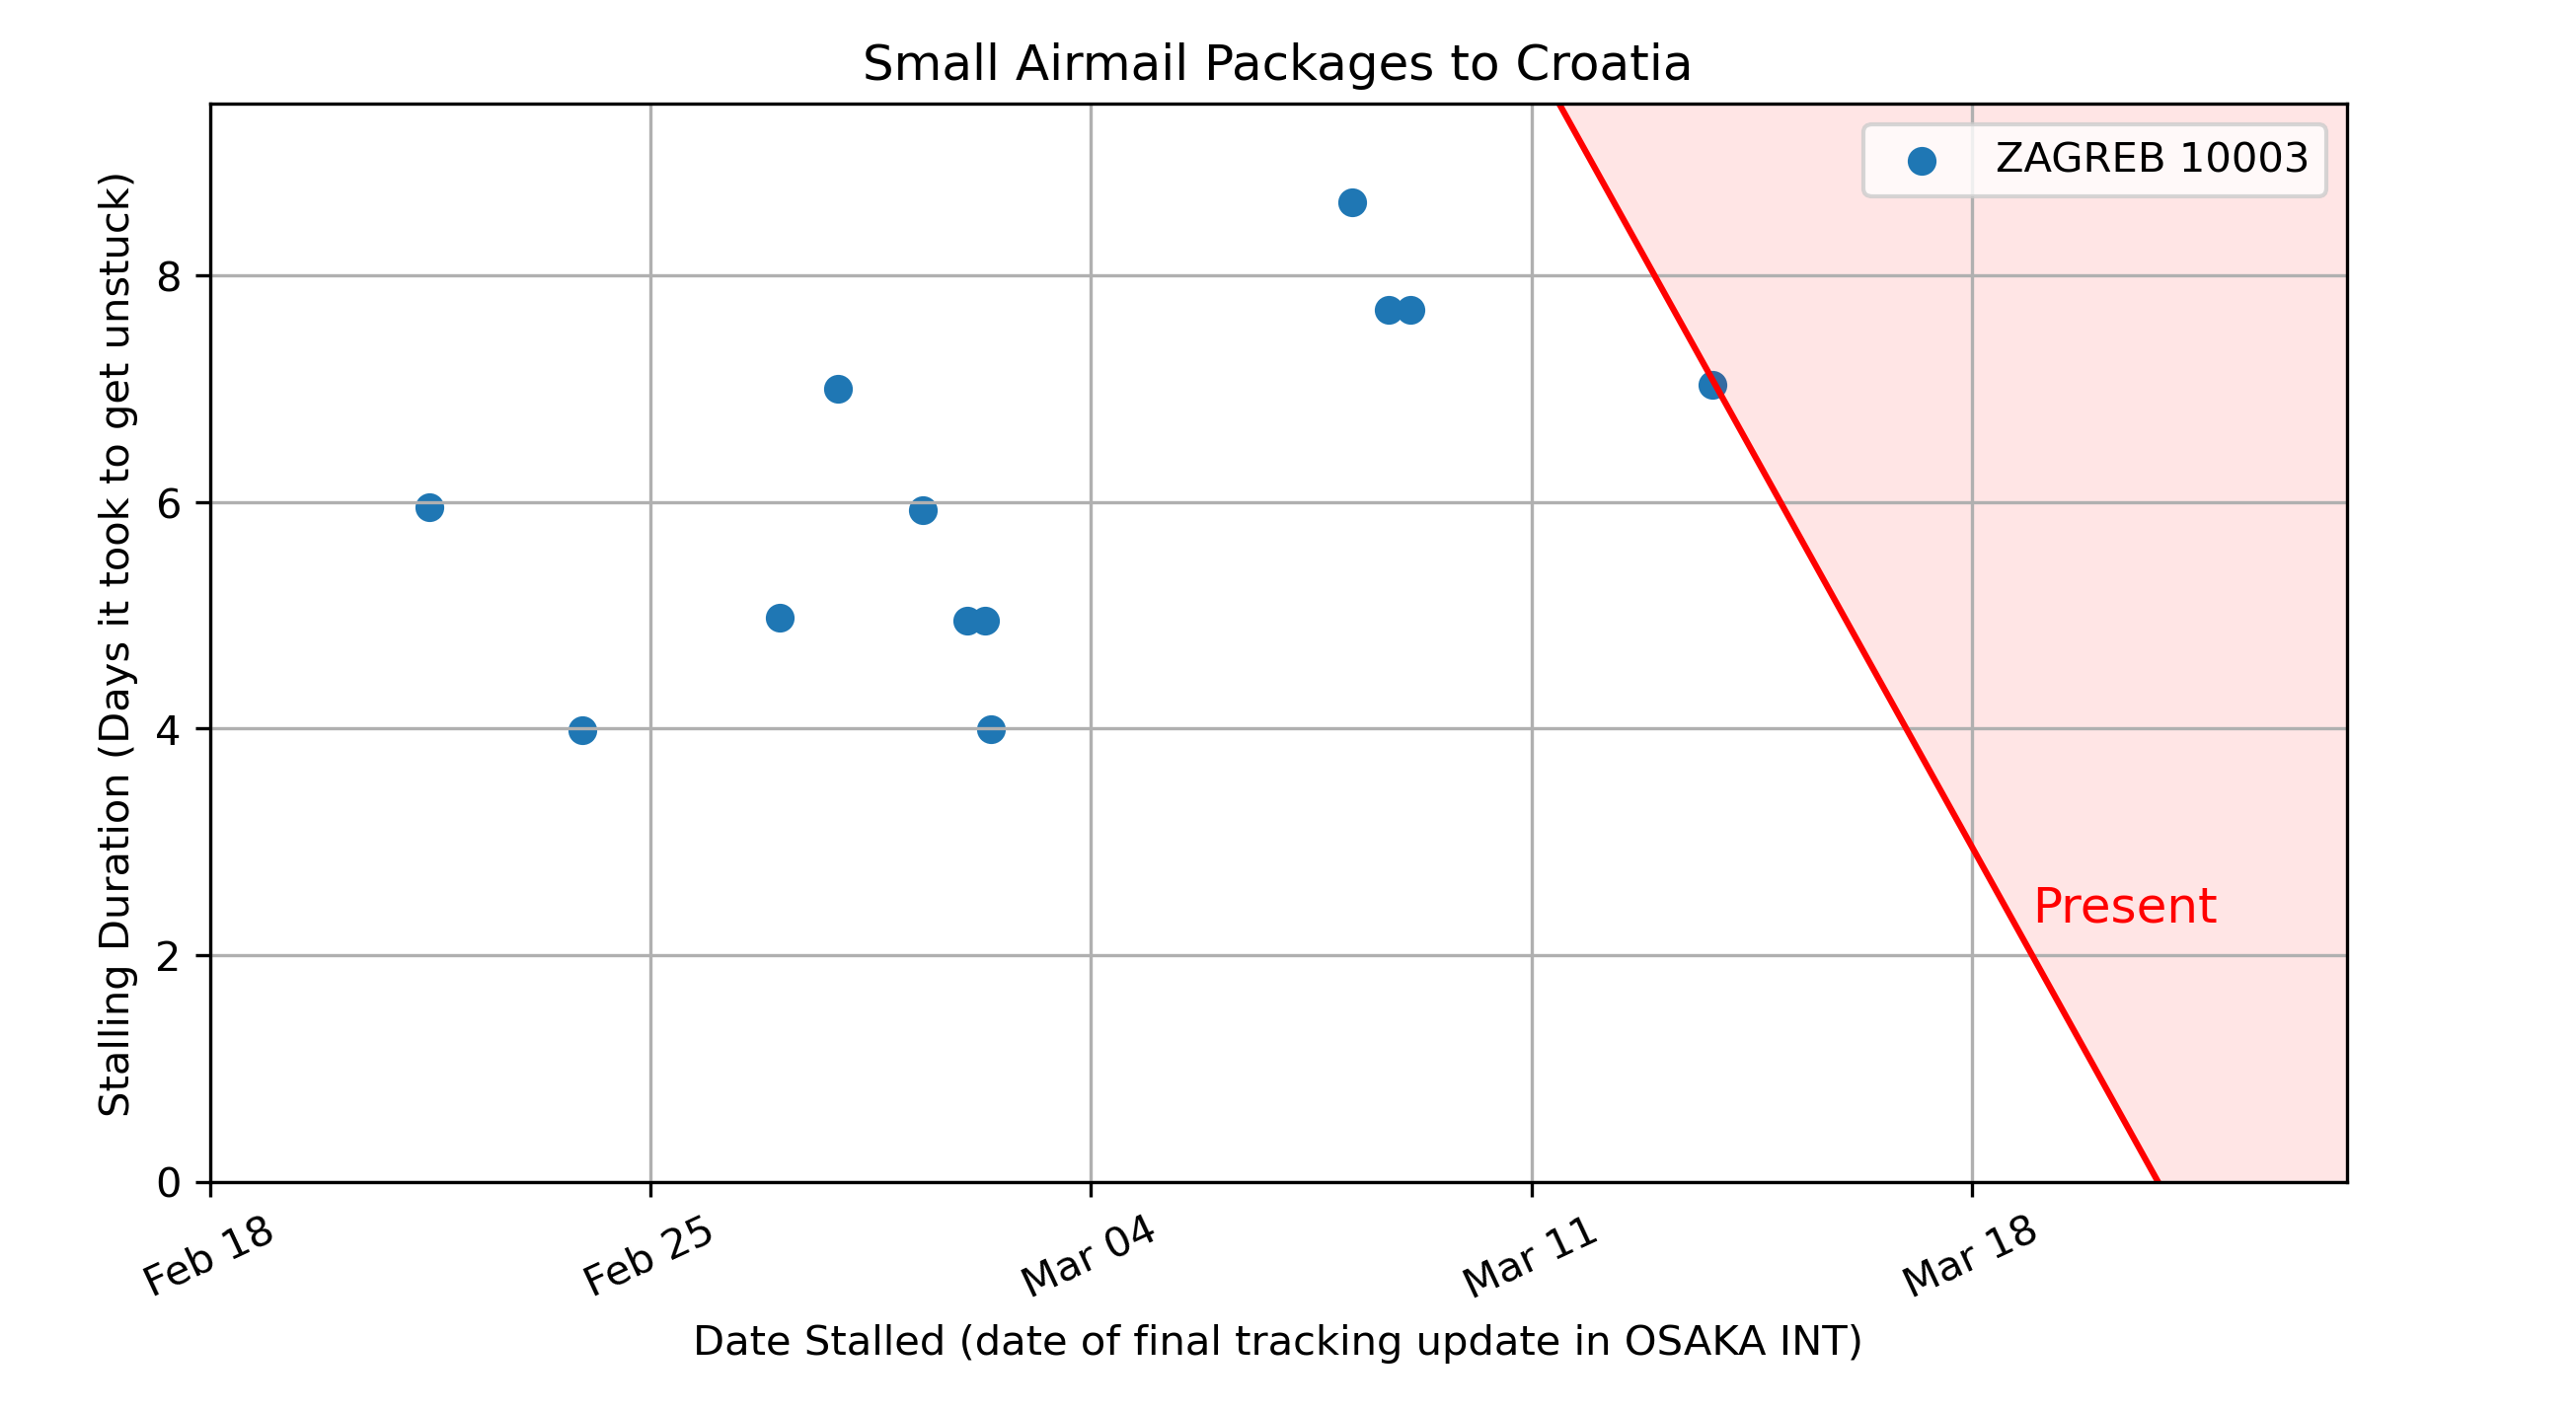 Small Airmail Packages to Croatia
ZAGREB 10003
Stalling Duration (Days it took to get unstuck)
8
6
4
2
0
Present
Feb 18
Feb 25
Mar 04
Mar 11
Mar 18
Date Stalled (date of final tracking update in OSAKA INT)